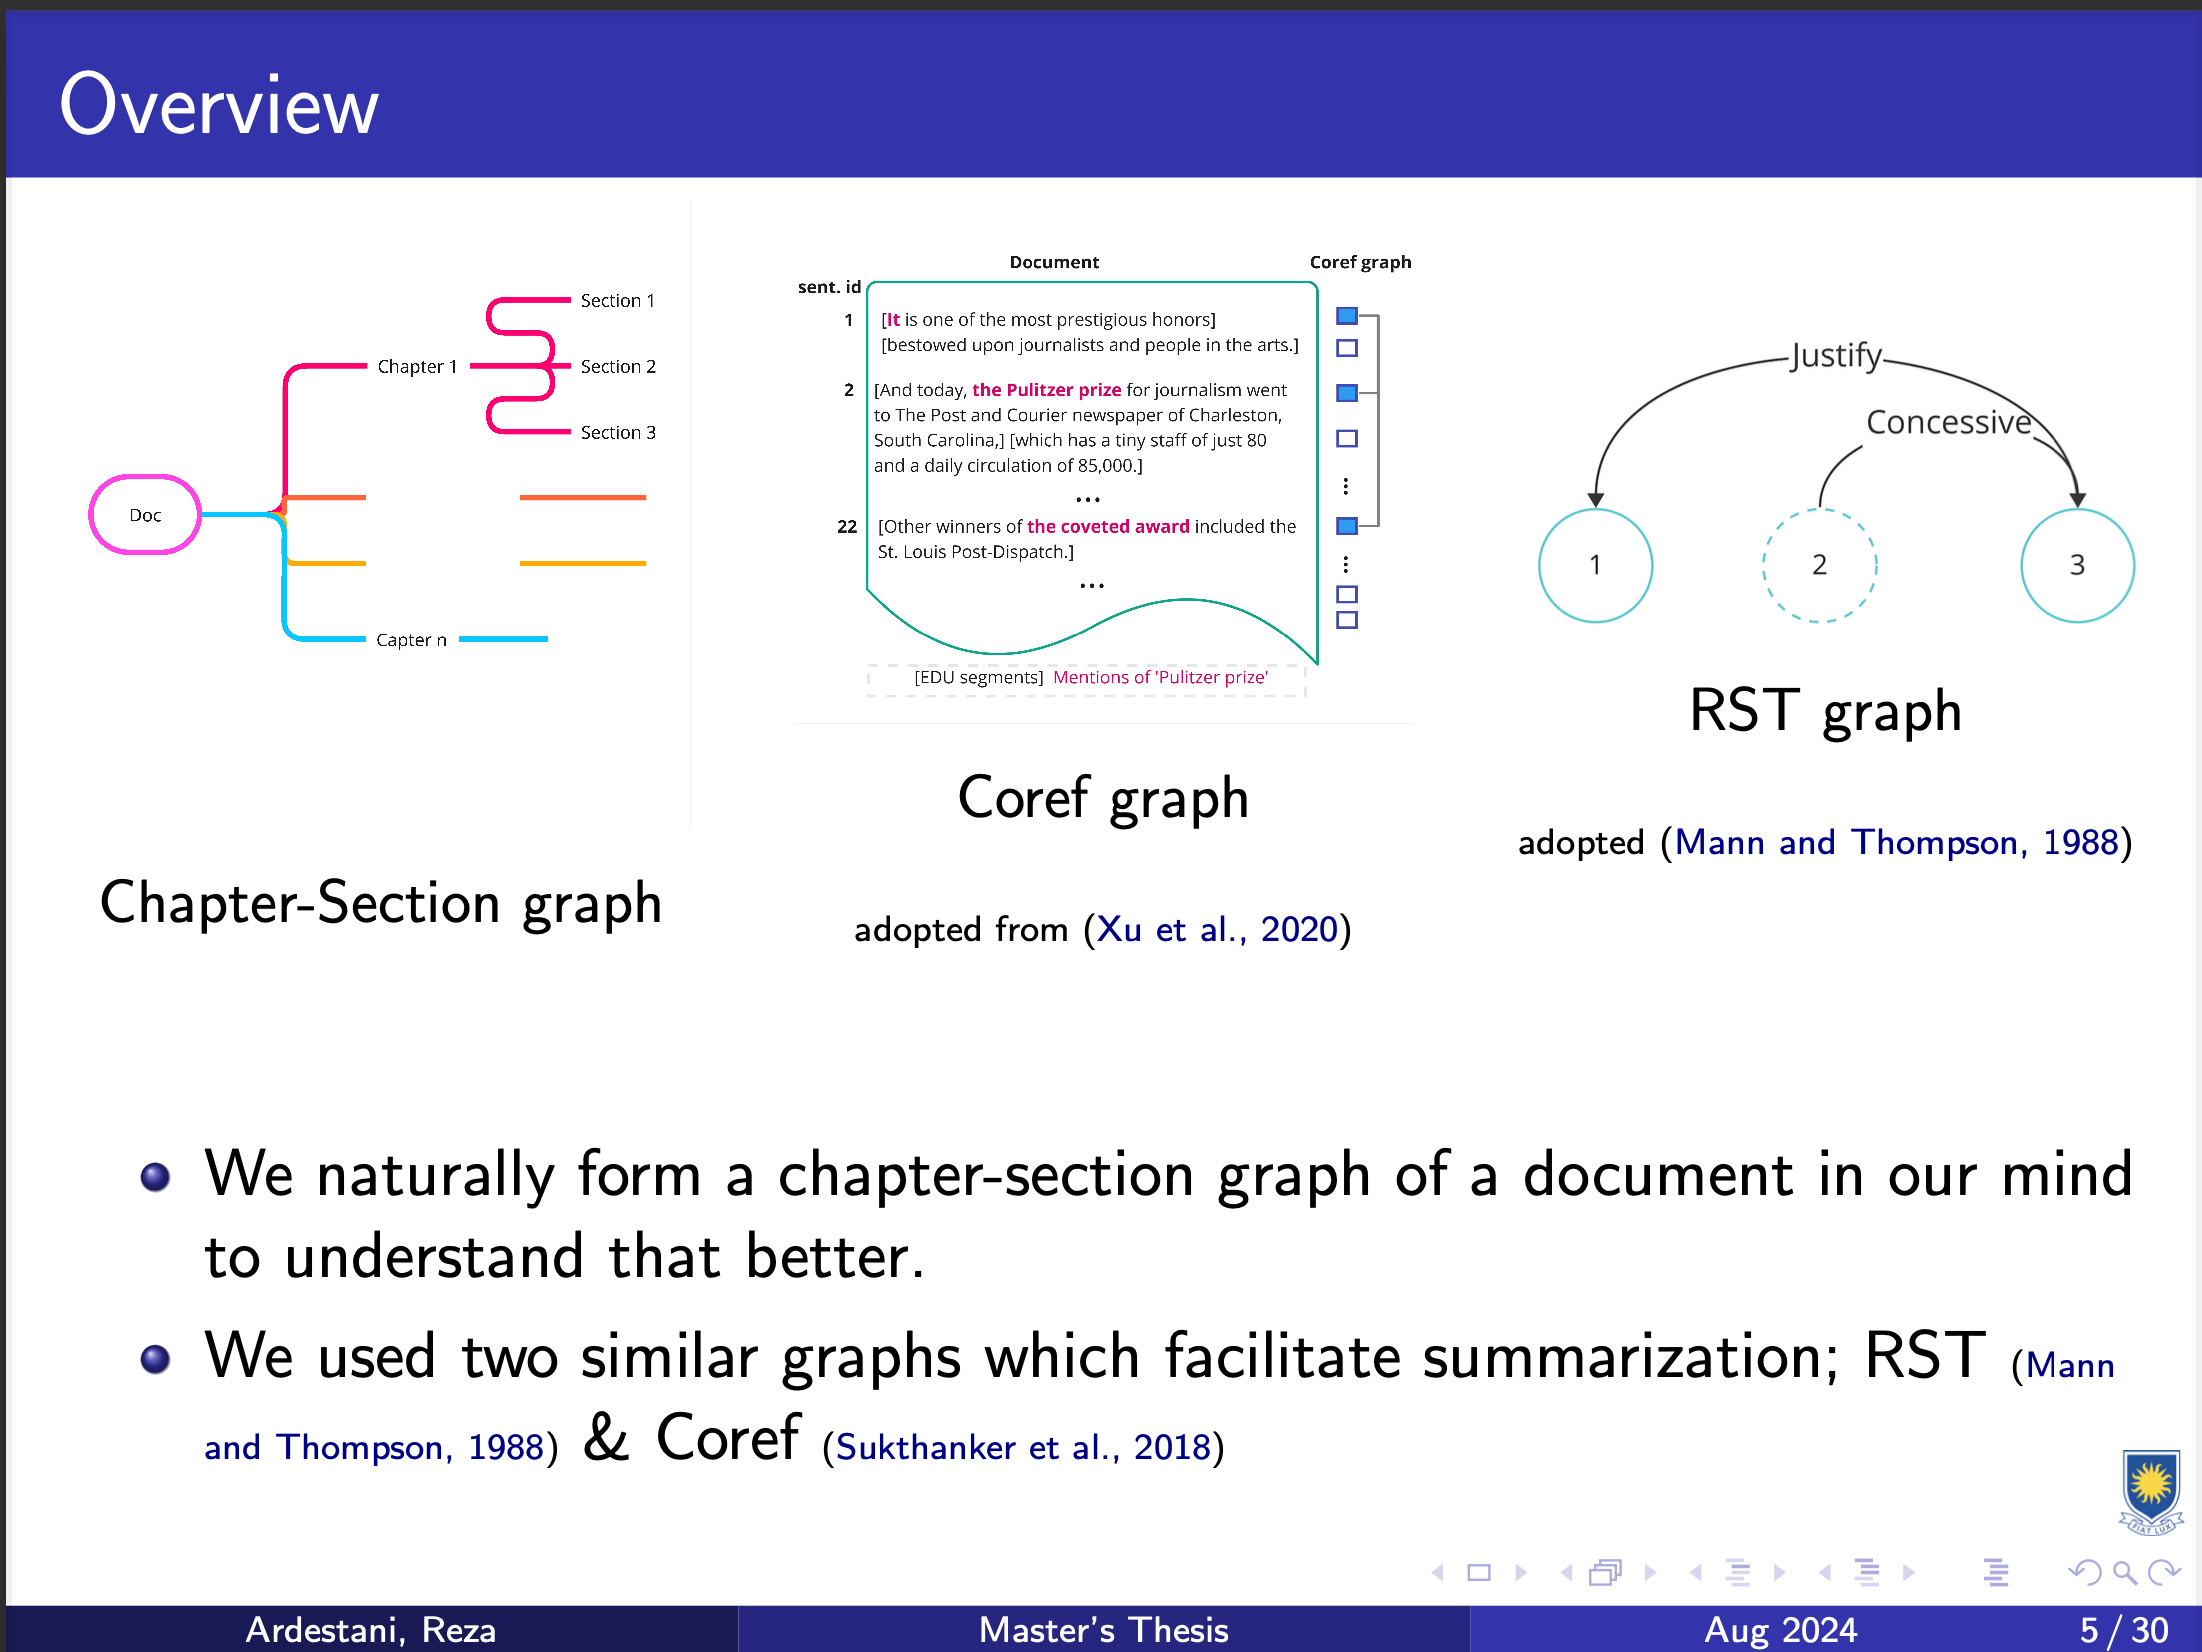 Overview
Section 1
Chapter 1
Section 2
Section 3
Doc
Capter n
Chapter-Section graph
Document
Coref graph
sent. id
1
[It is one of the most prestigious honors]
[bestowed upon journalists and people in the arts.]
2
[And today, the Pulitzer prize for journalism went
to The Post and Courier newspaper of Charleston,
South Carolina,] [which has a tiny staff of just 80
and a daily circulation of 85,000.]
...
22
[Other winners of the coveted award included the
St. Louis Post-Dispatch.]
...
[EDU segments] Mentions of 'Pulitzer prize'
Coref graph
adopted from (Xu et al., 2020)
Justify
Concessive
1
2
3
RST graph
adopted (Mann and Thompson, 1988)
We naturally form a chapter-section graph of a document in our mind
to understand that better.
We used two similar graphs which facilitate summarization; RST (Mann
and Thompson, 1988) & Coref (Sukthanker et al., 2018)
FIAT LUX
Ardestani, Reza
Master's Thesis
Aug 2024
5 / 30